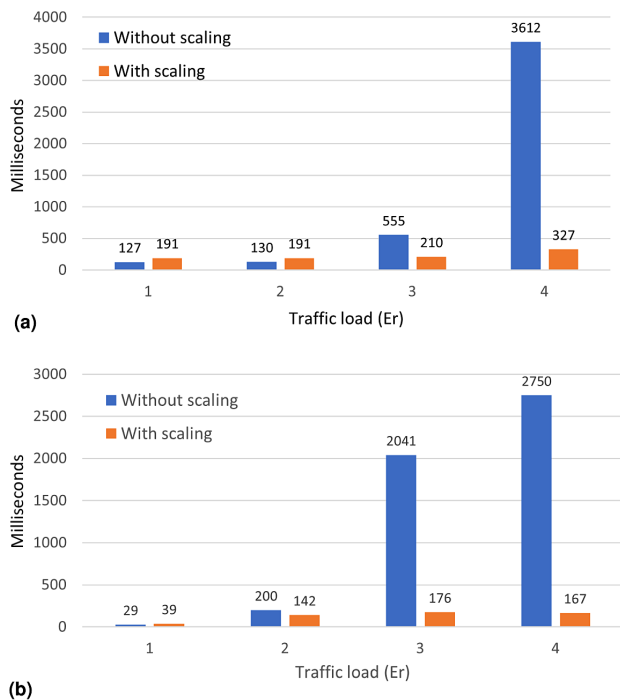 4000
3612
3500
Without scaling
With scaling
3000
2500
Milliseconds
2000
1500
1000
555
500
127 191 130 191 210 327
0
1 2 3 4
Traffic load (Er)
(a)
3000
2750
Without scaling
2500
With scaling
2041
2000
Milliseconds
1500
1000
500
29 39 200 142 176 167
0
1 2 3 4
Traffic load (Er)
(b)